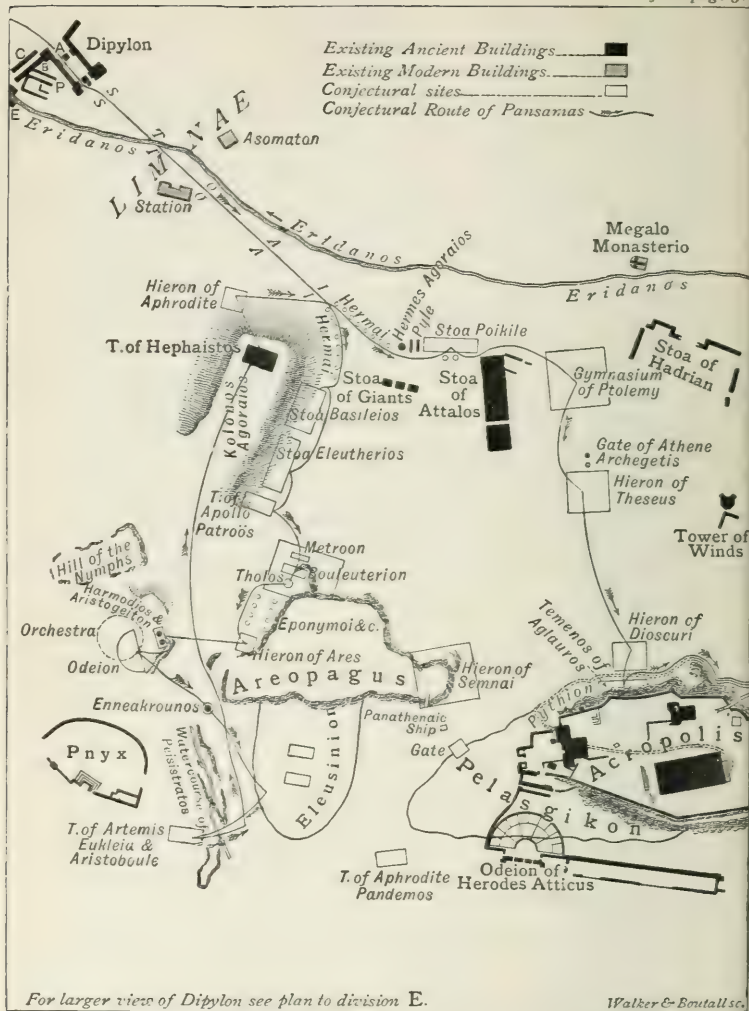 Dipylon
C
A
B
P
E
S
S
Existing Ancient Buildings
Existing Modern Buildings
Conjectural sites
Conjectural Route of Pansamas
LIMNAE
Asomaton
Eridanos
Station
Eridanos
Megalo
Monasterio
Eridanos
Hieron of
Aphrodite
Hermai
Hermai
Hermes Agoraios
Pyle
Stoa Poikile
T. of Hephaistos
Stoa
of Giants
Stoa
of
Attalos
Gymnasium
of Ptolemy
Stoa of
Hadrian
Kolonos
Agoraios
Stoa Basileios
Stoa Eleutherios
Gate of Athene
Archegetis
Hieron of
Theseus
T. of
Apollo
Patroös
Tower of
Winds
Hill of the
Nymphs
Metroon
Tholos
Bouleuterion
Harmodios &
Aristogeiton
Eponymoi &c.
Orchestra
Odeion
Hieron of Ares
Areopagus
Hieron of
Semnai
Temenos of
Aglauros
Hieron of
Dioscuri
Pythion
Enneakrounos
Panathenaic
Ship
Gate
Acropolis
Pnyx
Watercourse of
Peisistratos
Eleusinion
Pelasgikon
T. of Artemis
Eukleia &
Aristoboule
T. of Aphrodite
Pandemos
Odeion of
Herodes Atticus
For larger view of Dipylon see plan to division E.
Walker & Boutall sc.